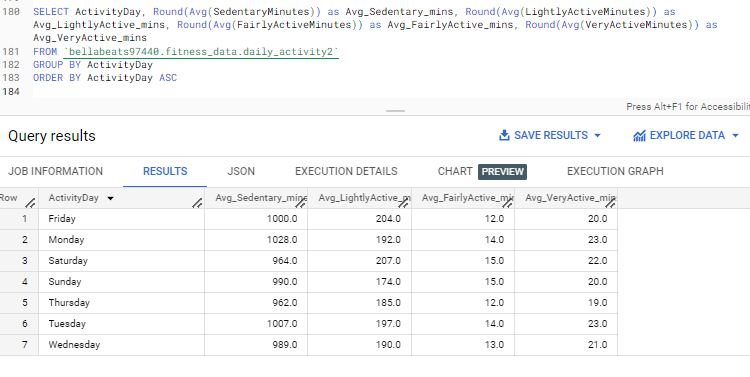 180 SELECT ActivityDay, Round(Avg(SedentaryMinutes)) as Avg_Sedentary_mins, Round(Avg(LightlyActiveMinutes)) as
Avg_LightlyActive_mins, Round(Avg(FairlyActiveMinutes)) as Avg_FairlyActive_mins, Round(Avg(VeryActiveMinutes)) as
Avg_VeryActive_mins
181 FROM `bellabeats97440.fitness_data.daily_activity2`
182 GROUP BY ActivityDay
183 ORDER BY ActivityDay ASC
184
Press Alt+F1 for Accessibili
Query results SAVE RESULTS EXPLORE DATA
JOB INFORMATION RESULTS JSON EXECUTION DETAILS CHART PREVIEW EXECUTION GRAPH
Row ActivityDay Avg_Sedentary_mins Avg_LightlyActive_m Avg_FairlyActive_mir Avg_VeryActive_mins
1 Friday 1000.0 204.0 12.0 20.0
2 Monday 1028.0 192.0 14.0 23.0
3 Saturday 964.0 207.0 15.0 22.0
4 Sunday 990.0 174.0 15.0 20.0
5 Thursday 962.0 185.0 12.0 19.0
6 Tuesday 1007.0 197.0 14.0 23.0
7 Wednesday 989.0 190.0 13.0 21.0